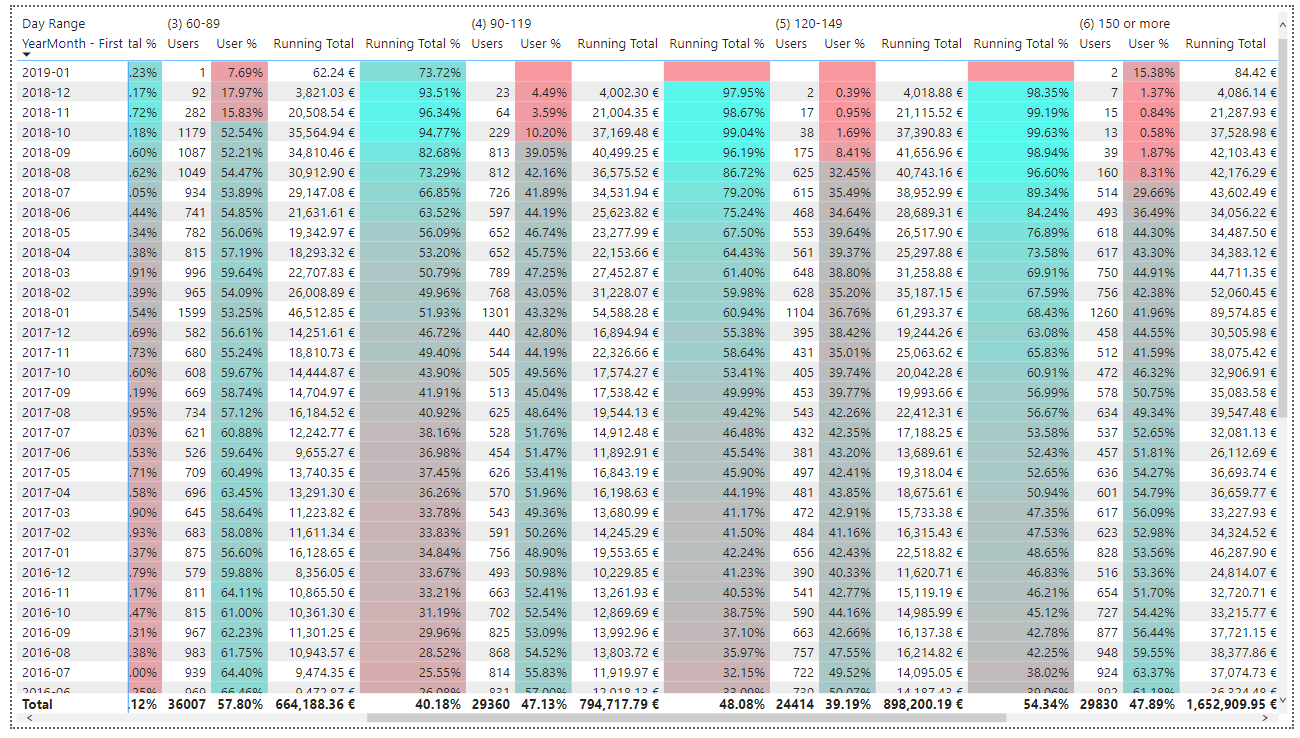 Day Range (3) 60-89 (4) 90-119 (5) 120-149 (6) 150 or more
YearMonth - First tal % Users User % Running Total Running Total % Users User % Running Total Running Total % Users User % Running Total Running Total % Users User % Running Total
2019-01 .23% 1 7.69% 62.24 € 73.72% 2 15.38% 84.42 €
2018-12 .17% 92 17.97% 3,821.03 € 93.51% 23 4.49% 4,002.30 € 97.95% 2 0.39% 4,018.88 € 98.35% 7 1.37% 4,086.14 €
2018-11 .72% 282 15.83% 20,508.54 € 96.34% 64 3.59% 21,004.35 € 98.67% 17 0.95% 21,115.52 € 99.19% 15 0.84% 21,287.93 €
2018-10 .18% 1179 52.54% 35,564.94 € 94.77% 229 10.20% 37,169.48 € 99.04% 38 1.69% 37,390.83 € 99.63% 13 0.58% 37,528.98 €
2018-09 .60% 1087 52.21% 34,810.46 € 82.68% 813 39.05% 40,499.25 € 96.19% 175 8.41% 41,656.96 € 98.94% 39 1.87% 42,103.43 €
2018-08 .62% 1049 54.47% 30,912.90 € 73.29% 812 42.16% 36,575.52 € 86.72% 625 32.45% 40,743.16 € 96.60% 160 8.31% 42,176.29 €
2018-07 .05% 934 53.89% 29,147.08 € 66.85% 726 41.89% 34,531.94 € 79.20% 615 35.49% 38,952.99 € 89.34% 514 29.66% 43,602.49 €
2018-06 .44% 741 54.85% 21,631.61 € 63.52% 597 44.19% 25,623.82 € 75.24% 468 34.64% 28,689.31 € 84.24% 493 36.49% 34,056.22 €
2018-05 .34% 782 56.06% 19,342.97 € 56.09% 652 46.74% 23,277.99 € 67.50% 553 39.64% 26,517.90 € 76.89% 618 44.30% 34,487.50 €
2018-04 .38% 815 57.19% 18,293.32 € 53.20% 652 45.75% 22,153.66 € 64.43% 561 39.37% 25,297.88 € 73.58% 617 43.30% 34,383.12 €
2018-03 .91% 996 59.64% 22,707.83 € 50.79% 789 47.25% 27,452.87 € 61.40% 648 38.80% 31,258.88 € 69.91% 750 44.91% 44,711.35 €
2018-02 .39% 965 54.09% 26,008.89 € 49.96% 768 43.05% 31,228.07 € 59.98% 628 35.20% 35,187.15 € 67.59% 756 42.38% 52,060.45 €
2018-01 .54% 1599 53.25% 46,512.85 € 51.93% 1301 43.32% 54,588.28 € 60.94% 1104 36.76% 61,293.37 € 68.43% 1260 41.96% 89,574.85 €
2017-12 .69% 582 56.61% 14,251.61 € 46.72% 440 42.80% 16,894.94 € 55.38% 395 38.42% 19,244.26 € 63.08% 458 44.55% 30,505.98 €
2017-11 .73% 680 55.24% 18,810.73 € 49.40% 544 44.19% 22,326.66 € 58.64% 431 35.01% 25,063.62 € 65.83% 512 41.59% 38,075.42 €
2017-10 .60% 608 59.67% 14,444.87 € 43.90% 505 49.56% 17,574.27 € 53.41% 405 39.74% 20,042.28 € 60.91% 472 46.32% 32,906.91 €
2017-09 .19% 669 58.74% 14,704.97 € 41.91% 513 45.04% 17,538.42 € 49.99% 453 39.77% 19,993.66 € 56.99% 578 50.75% 35,083.58 €
2017-08 .95% 734 57.12% 16,184.52 € 40.92% 625 48.64% 19,544.13 € 49.42% 543 42.26% 22,412.31 € 56.67% 634 49.34% 39,547.48 €
2017-07 .03% 621 60.88% 12,242.77 € 38.16% 528 51.76% 14,912.48 € 46.48% 432 42.35% 17,188.25 € 53.58% 537 52.65% 32,081.13 €
2017-06 .53% 526 59.64% 9,655.27 € 36.98% 454 51.47% 11,892.91 € 45.54% 381 43.20% 13,689.61 € 52.43% 457 51.81% 26,112.69 €
2017-05 .71% 709 60.49% 13,740.35 € 37.45% 626 53.41% 16,843.19 € 45.90% 497 42.41% 19,318.04 € 52.65% 636 54.27% 36,693.74 €
2017-04 .58% 696 63.45% 13,291.30 € 36.26% 570 51.96% 16,198.63 € 44.19% 481 43.85% 18,675.61 € 50.94% 601 54.79% 36,659.77 €
2017-03 .90% 645 58.64% 11,223.82 € 33.78% 543 49.36% 13,680.99 € 41.17% 472 42.91% 15,733.38 € 47.35% 617 56.09% 33,227.93 €
2017-02 .93% 683 58.08% 11,611.34 € 33.83% 591 50.26% 14,245.29 € 41.50% 484 41.16% 16,315.43 € 47.53% 623 52.98% 34,324.52 €
2017-01 .37% 875 56.60% 16,128.65 € 34.84% 756 48.90% 19,553.65 € 42.24% 656 42.43% 22,518.82 € 48.65% 828 53.56% 46,287.90 €
2016-12 .79% 579 59.88% 8,356.05 € 33.67% 493 50.98% 10,229.85 € 41.23% 390 40.33% 11,620.71 € 46.83% 516 53.36% 24,814.07 €
2016-11 .17% 811 64.11% 10,865.50 € 33.21% 663 52.41% 13,261.93 € 40.53% 541 42.77% 15,119.19 € 46.21% 654 51.70% 32,720.71 €
2016-10 .47% 815 61.00% 10,361.30 € 31.19% 702 52.54% 12,869.69 € 38.75% 590 44.16% 14,985.99 € 45.12% 727 54.42% 33,215.77 €
2016-09 .31% 967 62.23% 11,301.25 € 29.96% 825 53.09% 13,992.96 € 37.10% 663 42.66% 16,137.38 € 42.78% 877 56.44% 37,721.15 €
2016-08 .38% 983 61.75% 10,943.57 € 28.52% 868 54.52% 13,803.72 € 35.97% 757 47.55% 16,214.82 € 42.25% 948 59.55% 38,377.86 €
2016-07 .00% 939 64.40% 9,474.35 € 25.55% 814 55.83% 11,919.97 € 32.15% 722 49.52% 14,095.05 € 38.02% 924 63.37% 37,074.73 €
2016-06 .25% 969 66.46% 9,472.87 € 26.08% 831 57.00% 12,018.13 € 33.09% 730 50.07% 14,187.43 € 39.06% 892 61.18% 36,324.48 €
Total .12% 36007 57.80% 664,188.36 € 40.18% 29360 47.13% 794,717.79 € 48.08% 24414 39.19% 898,200.19 € 54.34% 29830 47.89% 1,652,909.95 €